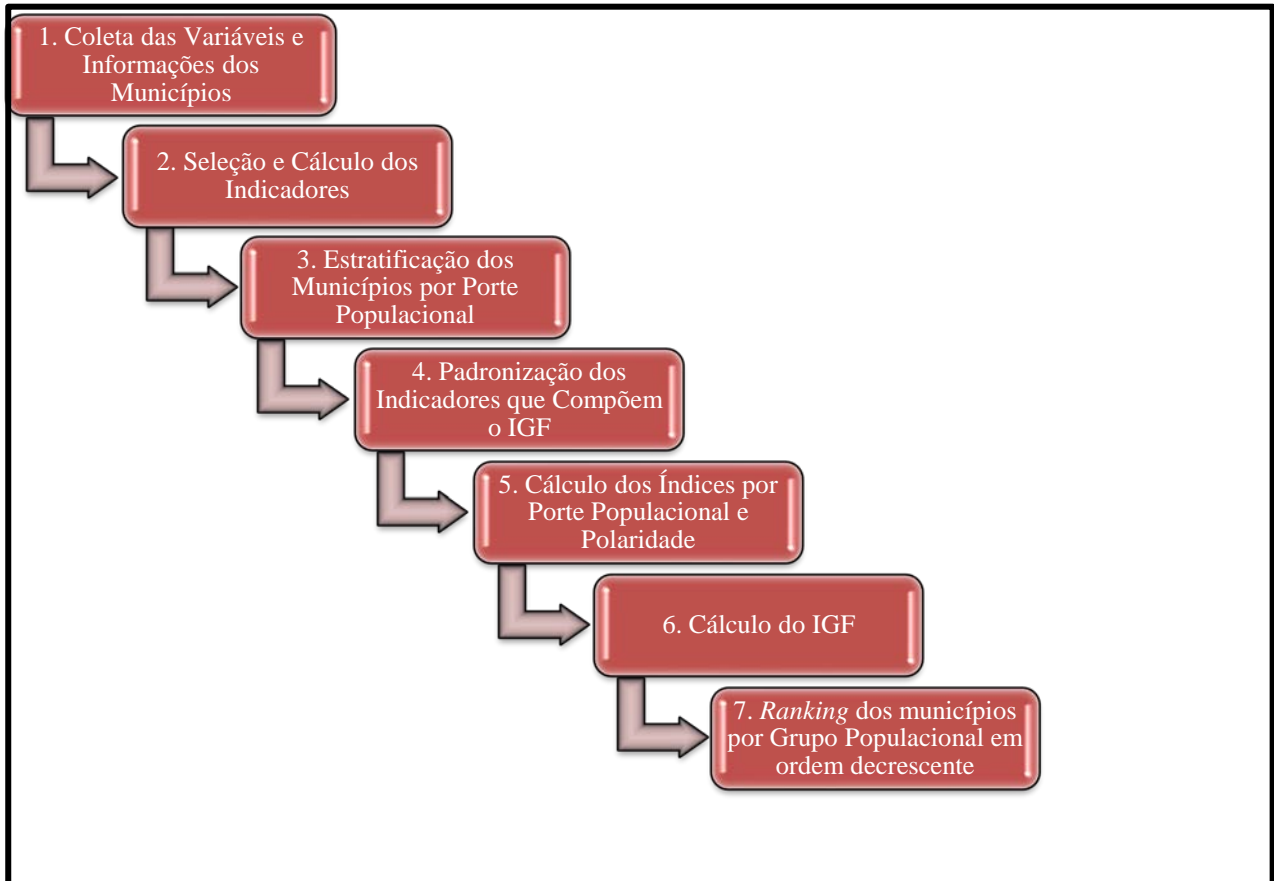 1. Coleta das Variáveis e
Informações dos
Municípios
2. Seleção e Cálculo dos
Indicadores
3. Estratificação dos
Municípios por Porte
Populacional
4. Padronização dos
Indicadores que Compõem
o IGF
5. Cálculo dos Índices por
Porte Populacional e
Polaridade
6. Cálculo do IGF
7. Ranking dos municípios
por Grupo Populacional em
ordem decrescente